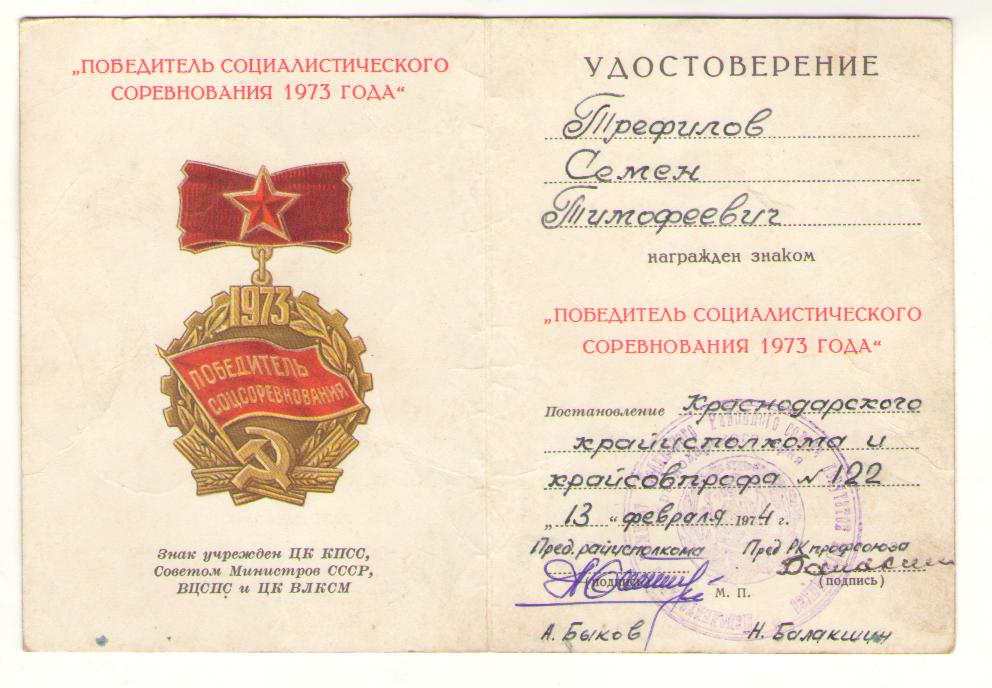 „ПОБЕДИТЕЛЬ СОЦИАЛИСТИЧЕСКОГО
СОРЕВНОВАНИЯ 1973 ГОДА“
1973
ПОБЕДИТЕЛЬ
СОЦСОРЕВНОВАНИЯ
Знак учрежден ЦК КПСС,
Советом Министров СССР,
ВЦСПС и ЦК ВЛКСМ
УДОСТОВЕРЕНИЕ
Трефилов
Семен
Тимофеевич
награжден знаком
„ПОБЕДИТЕЛЬ СОЦИАЛИСТИЧЕСКОГО
СОРЕВНОВАНИЯ 1973 ГОДА“
Постановление Краснодарского
крайисполкома и
крайсовпрофа N 122
„13“ февраля 1974 г.
Пред. райисполкома Пред РК профсоюза
(подпись) М. П. (подпись)
А. Быков Н. Балакшин